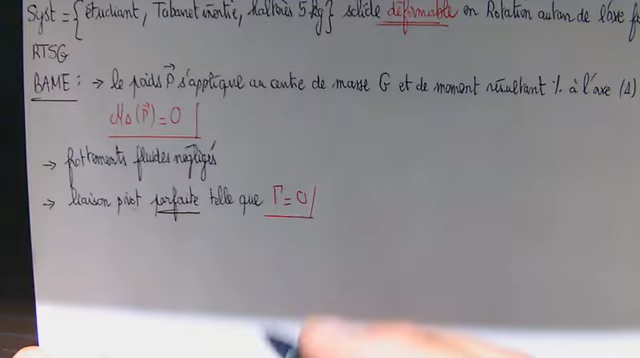 Syst = {étudiant, Tabouret inertie, Haltères 5 kg} solide déformable en Rotation autour de l'axe
RTSG
BAME : → le poids P⃗ s'applique au centre de masse G et de moment résultant % à l'axe (Δ)
M_Δ(P⃗) = 0
→ frottements fluides négligés
→ liaison pivot parfaite telle que Γ = 0